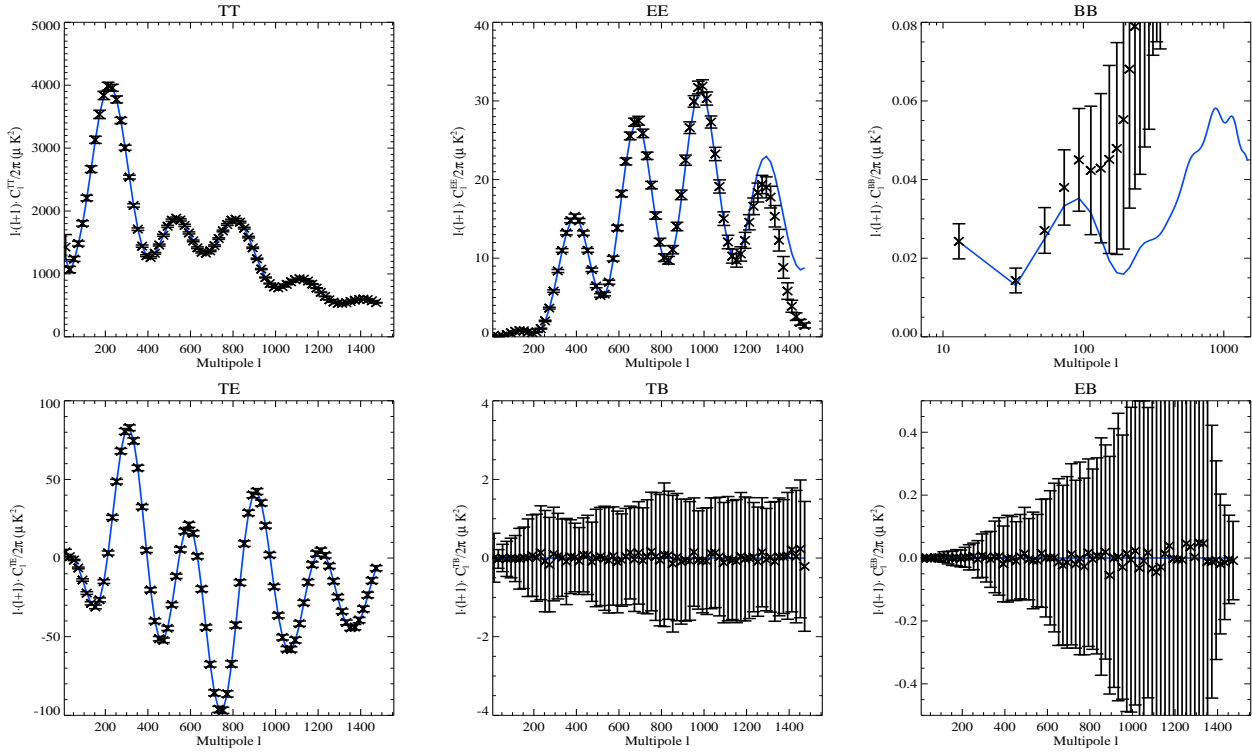 TT
5000
4000
3000
2000
1000
0
l·(l+1)· C_l^TT/2π (μ K²)
200 400 600 800 1000 1200 1400
Multipole l
EE
40
30
20
10
0
l·(l+1)· C_l^EE/2π (μ K²)
200 400 600 800 1000 1200 1400
Multipole l
BB
0.08
0.06
0.04
0.02
0.00
l·(l+1)· C_l^BB/2π (μ K²)
10 100 1000
Multipole l
TE
100
50
0
-50
-100
l·(l+1)· C_l^TE/2π (μ K²)
200 400 600 800 1000 1200 1400
Multipole l
TB
4
2
0
-2
-4
l·(l+1)· C_l^TB/2π (μ K²)
200 400 600 800 1000 1200 1400
Multipole l
EB
0.4
0.2
0.0
-0.2
-0.4
l·(l+1)· C_l^EB/2π (μ K²)
200 400 600 800 1000 1200 1400
Multipole l